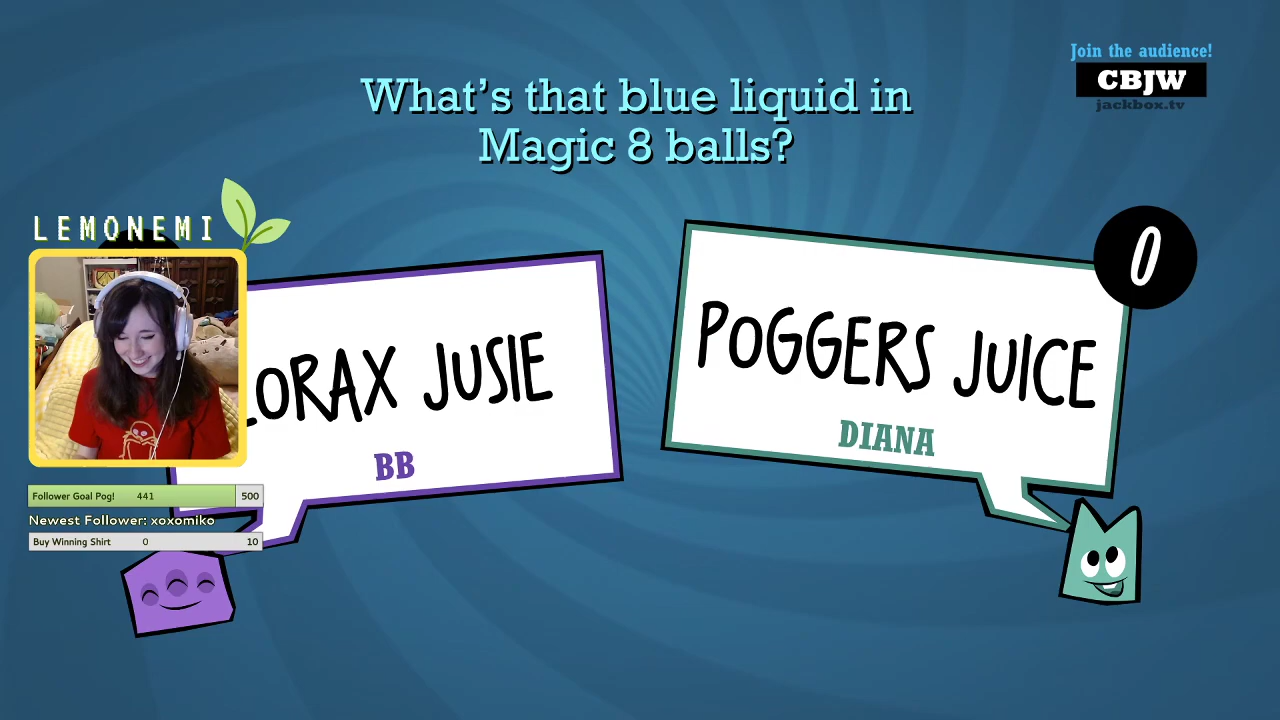 Join the audience!
CBJW
jackbox.tv
What's that blue liquid in
Magic 8 balls?
LEMONEMI
0
LORAX JUSIE
BB
POGGERS JUICE
DIANA
Follower Goal Pog! 441 500
Newest Follower: xoxomiko
Buy Winning Shirt 0 10